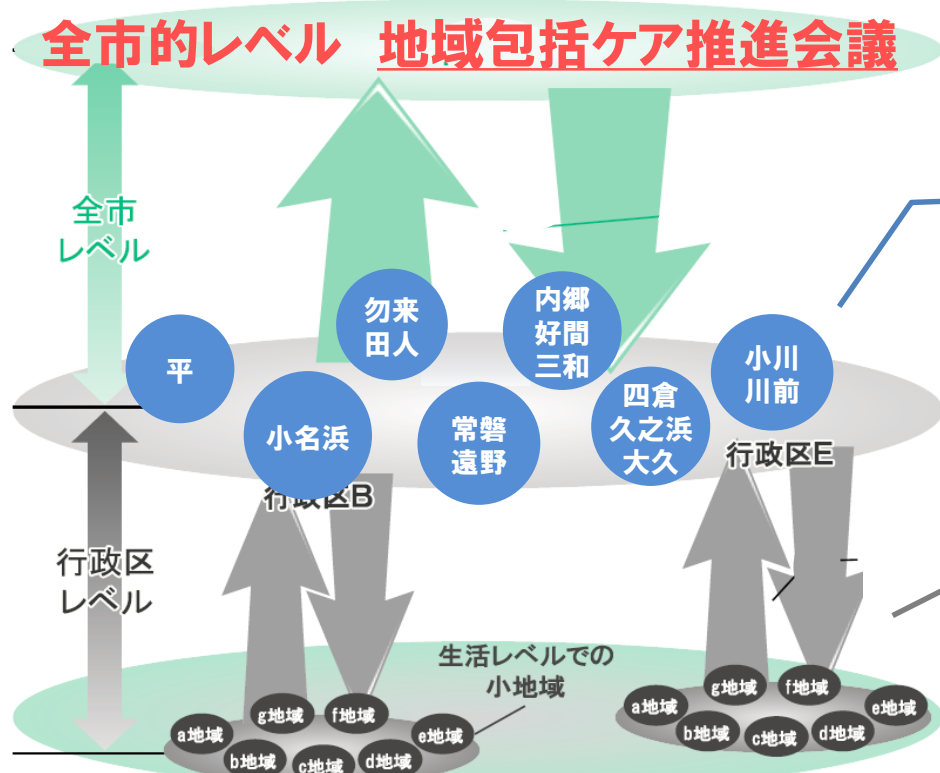 全市的レベル 地域包括ケア推進会議
全市
レベル
勿来
田人
内郷
好間
三和
平
小川
川前
小名浜
常磐
遠野
四倉
久之浜
大久
行政区E
行政区B
行政区
レベル
生活レベルでの
小地域
a地域
g地域
f地域
e地域
b地域
c地域
d地域
a地域
g地域
f地域
e地域
b地域
c地域
d地域